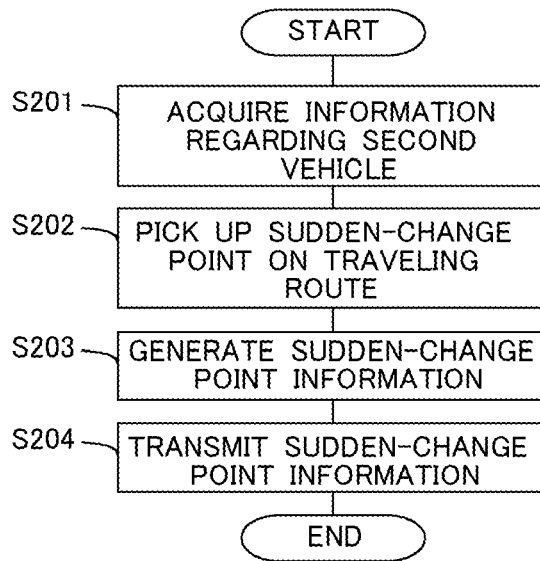 START
S201
ACQUIRE INFORMATION
REGARDING SECOND
VEHICLE
S202
PICK UP SUDDEN-CHANGE
POINT ON TRAVELING
ROUTE
S203
GENERATE SUDDEN-CHANGE
POINT INFORMATION
S204
TRANSMIT SUDDEN-CHANGE
POINT INFORMATION
END